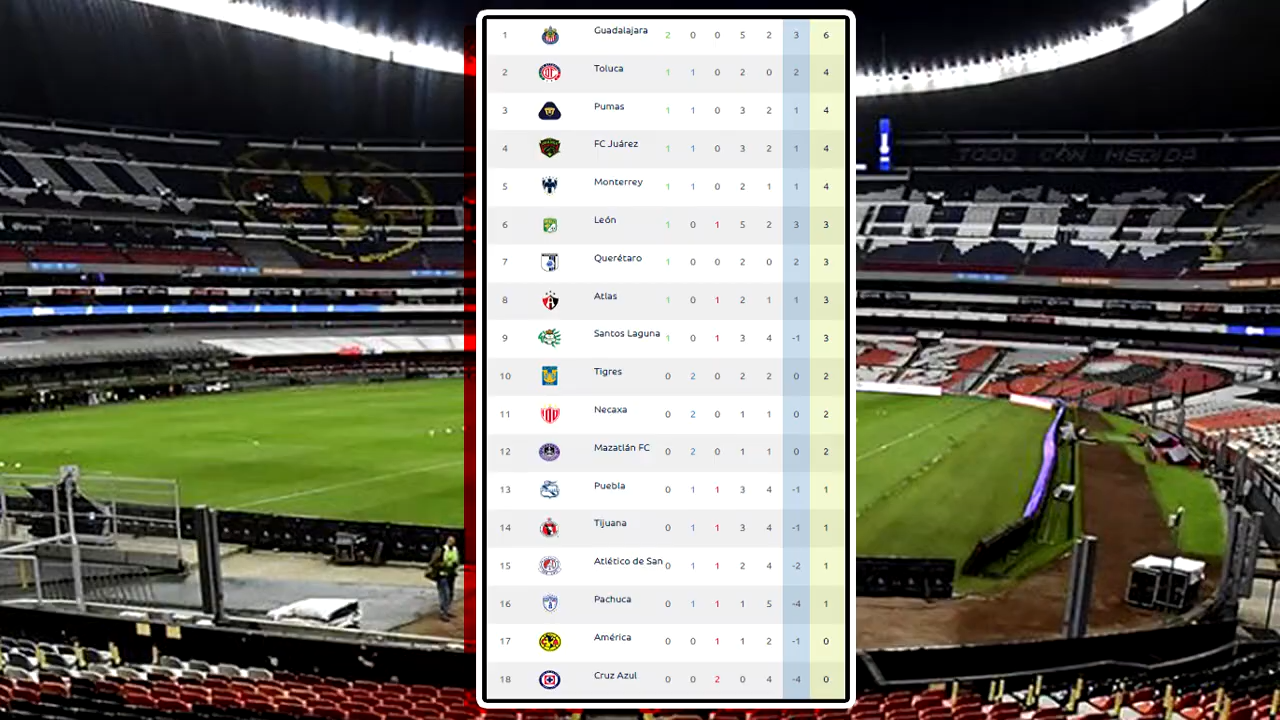 1 Guadalajara 2 0 0 5 2 3 6
2 Toluca 1 1 0 2 0 2 4
3 Pumas 1 1 0 3 2 1 4
4 FC Juárez 1 1 0 3 2 1 4
5 Monterrey 1 1 0 2 1 1 4
6 León 1 0 1 5 2 3 3
7 Querétaro 1 0 0 2 0 2 3
8 Atlas 1 0 1 2 1 1 3
9 Santos Laguna 1 0 1 3 4 -1 3
10 Tigres 0 2 0 2 2 0 2
11 Necaxa 0 2 0 1 1 0 2
12 Mazatlán FC 0 2 0 1 1 0 2
13 Puebla 0 1 1 3 4 -1 1
14 Tijuana 0 1 1 3 4 -1 1
15 Atlético de San 0 1 1 2 4 -2 1
16 Pachuca 0 1 1 1 5 -4 1
17 América 0 0 1 1 2 -1 0
18 Cruz Azul 0 0 2 0 4 -4 0
TODO CON MEDIDA